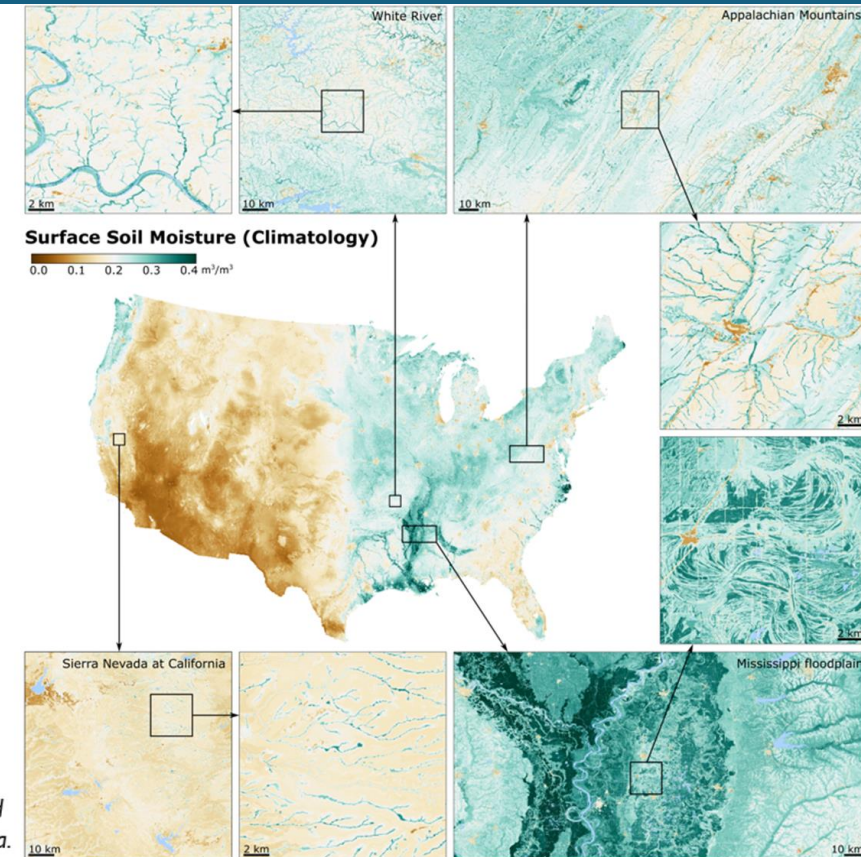 White River
Appalachian Mountains
2 km
10 km
10 km
Surface Soil Moisture (Climatology)
0.0 0.1 0.2 0.3 0.4 m³/m³
2 km
2 km
Sierra Nevada at California
Mississippi floodplain
10 km
2 km
10 km
a.